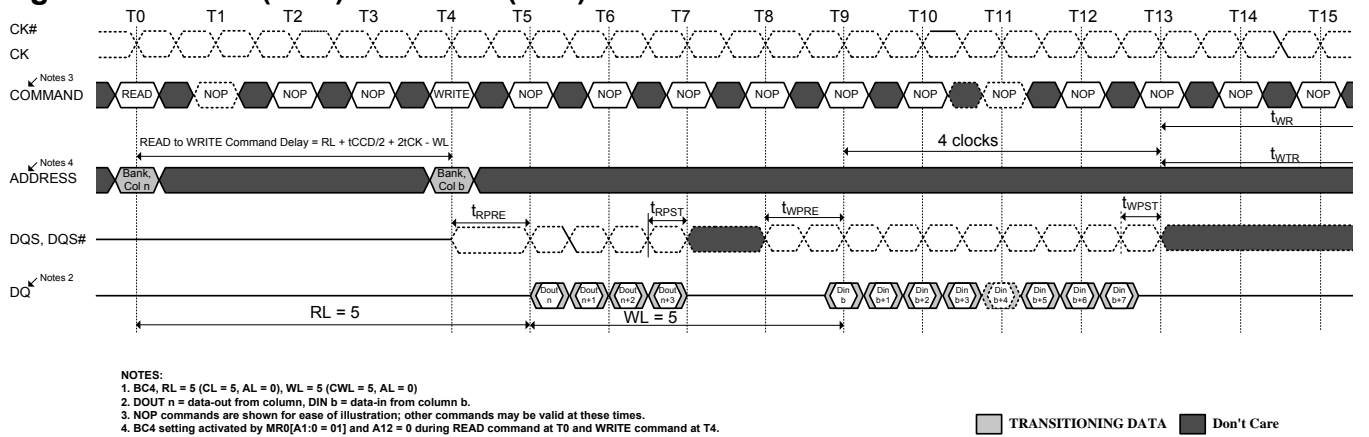 T0 T1 T2 T3 T4 T5 T6 T7 T8 T9 T10 T11 T12 T13 T14 T15
CK#
CK
Notes 3
COMMAND READ NOP NOP NOP WRITE NOP NOP NOP NOP NOP NOP NOP NOP NOP NOP NOP
READ to WRITE Command Delay = RL + tCCD/2 + 2tCK - WL
4 clocks
tWR
tWTR
Notes 4
ADDRESS
Bank, Col n
Bank, Col b
tRPRE tRPST tWPRE tWPST
DQS, DQS#
Notes 2
DQ
Dout n
Dout n+1
Dout n+2
Dout n+3
Din b
Din b+1
Din b+2
Din b+3
Din b+4
Din b+5
Din b+6
Din b+7
RL = 5
WL = 5
NOTES:
1. BC4, RL = 5 (CL = 5, AL = 0), WL = 5 (CWL = 5, AL = 0)
2. DOUT n = data-out from column, DIN b = data-in from column b.
3. NOP commands are shown for ease of illustration; other commands may be valid at these times.
4. BC4 setting activated by MR0[A1:0 = 01] and A12 = 0 during READ command at T0 and WRITE command at T4.
TRANSITIONING DATA
Don't Care